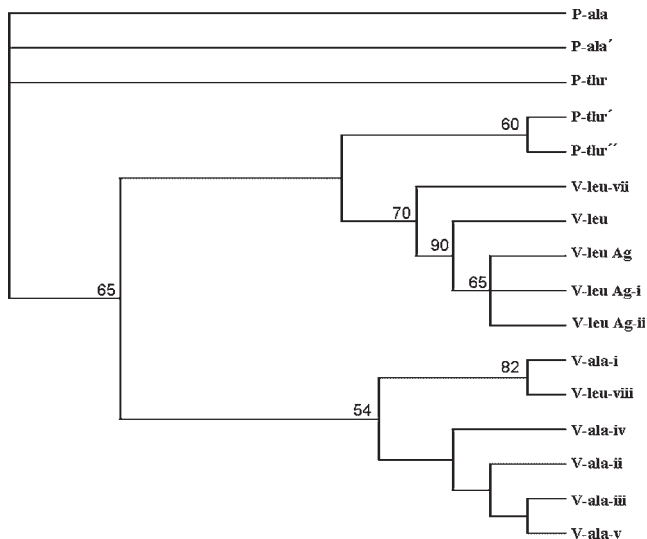 P-ala
P-ala´
P-thr
60 P-thr´
P-thr´´
V-leu-vii
70
V-leu
90
V-leu Ag
65 V-leu Ag-i
65
V-leu Ag-ii
V-ala-i
82
V-leu-viii
54
V-ala-iv
V-ala-ii
V-ala-iii
V-ala-v